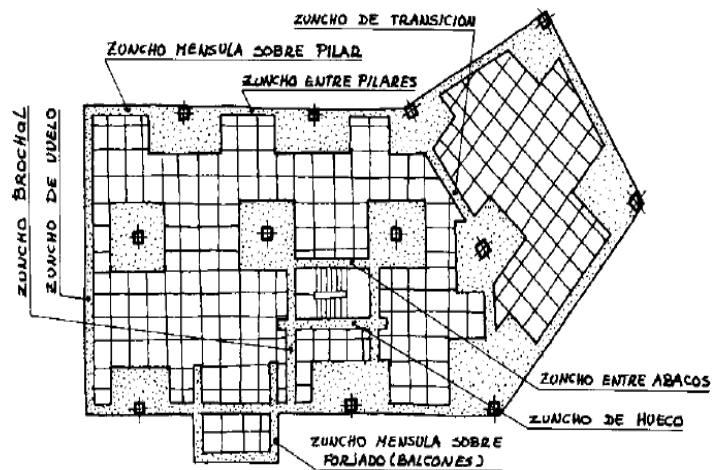 ZUNCHO DE TRANSICION
ZUNCHO MENSULA SOBRE PILAR
ZUNCHO ENTRE PILARES
ZUNCHO BROCHAL
ZUNCHO DE VUELO
ZUNCHO ENTRE ABACOS
ZUNCHO DE HUECO
ZUNCHO MENSULA SOBRE
FORJADO (BALCONES)